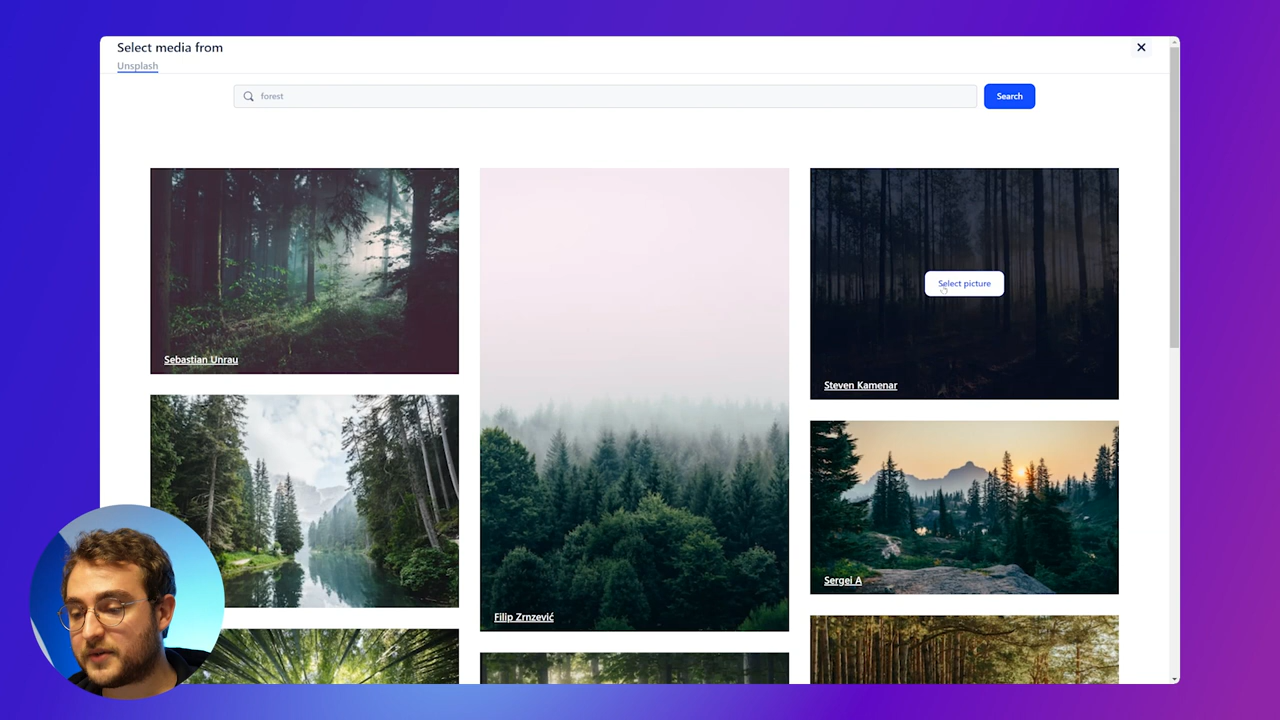 Select media from
Unsplash
forest
Search
Select picture
Sebastian Unrau
Steven Kamenar
Sergei A
Filip Zrnzević